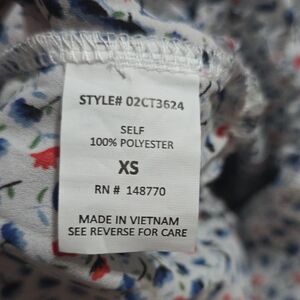 STYLE# 02CT3624
SELF
100% POLYESTER
XS
RN # 148770
MADE IN VIETNAM
SEE REVERSE FOR CARE